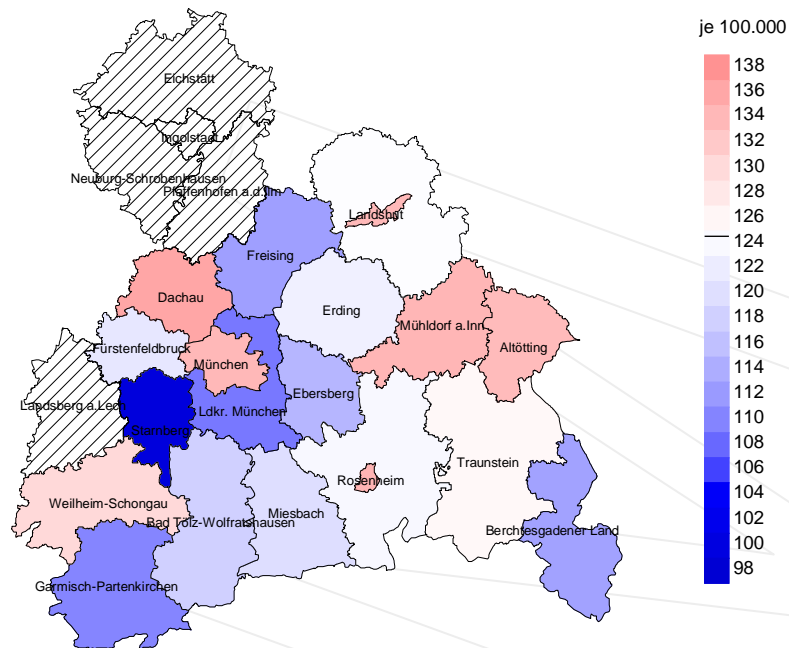 je 100.000
138
136
134
132
130
128
126
124
122
120
118
116
114
112
110
108
106
104
102
100
98
Eichstätt
Ingolstadt
Neuburg-Schrobenhausen
Pfaffenhofen a.d.Ilm
Landshut
Freising
Dachau
Erding
Mühldorf a.Inn
Altötting
Fürstenfeldbruck
München
Ebersberg
Landsberg a.Lech
Ldkr. München
Starnberg
Traunstein
Rosenheim
Weilheim-Schongau
Miesbach
Bad Tölz-Wolfratshausen
Berchtesgadener Land
Garmisch-Partenkirchen